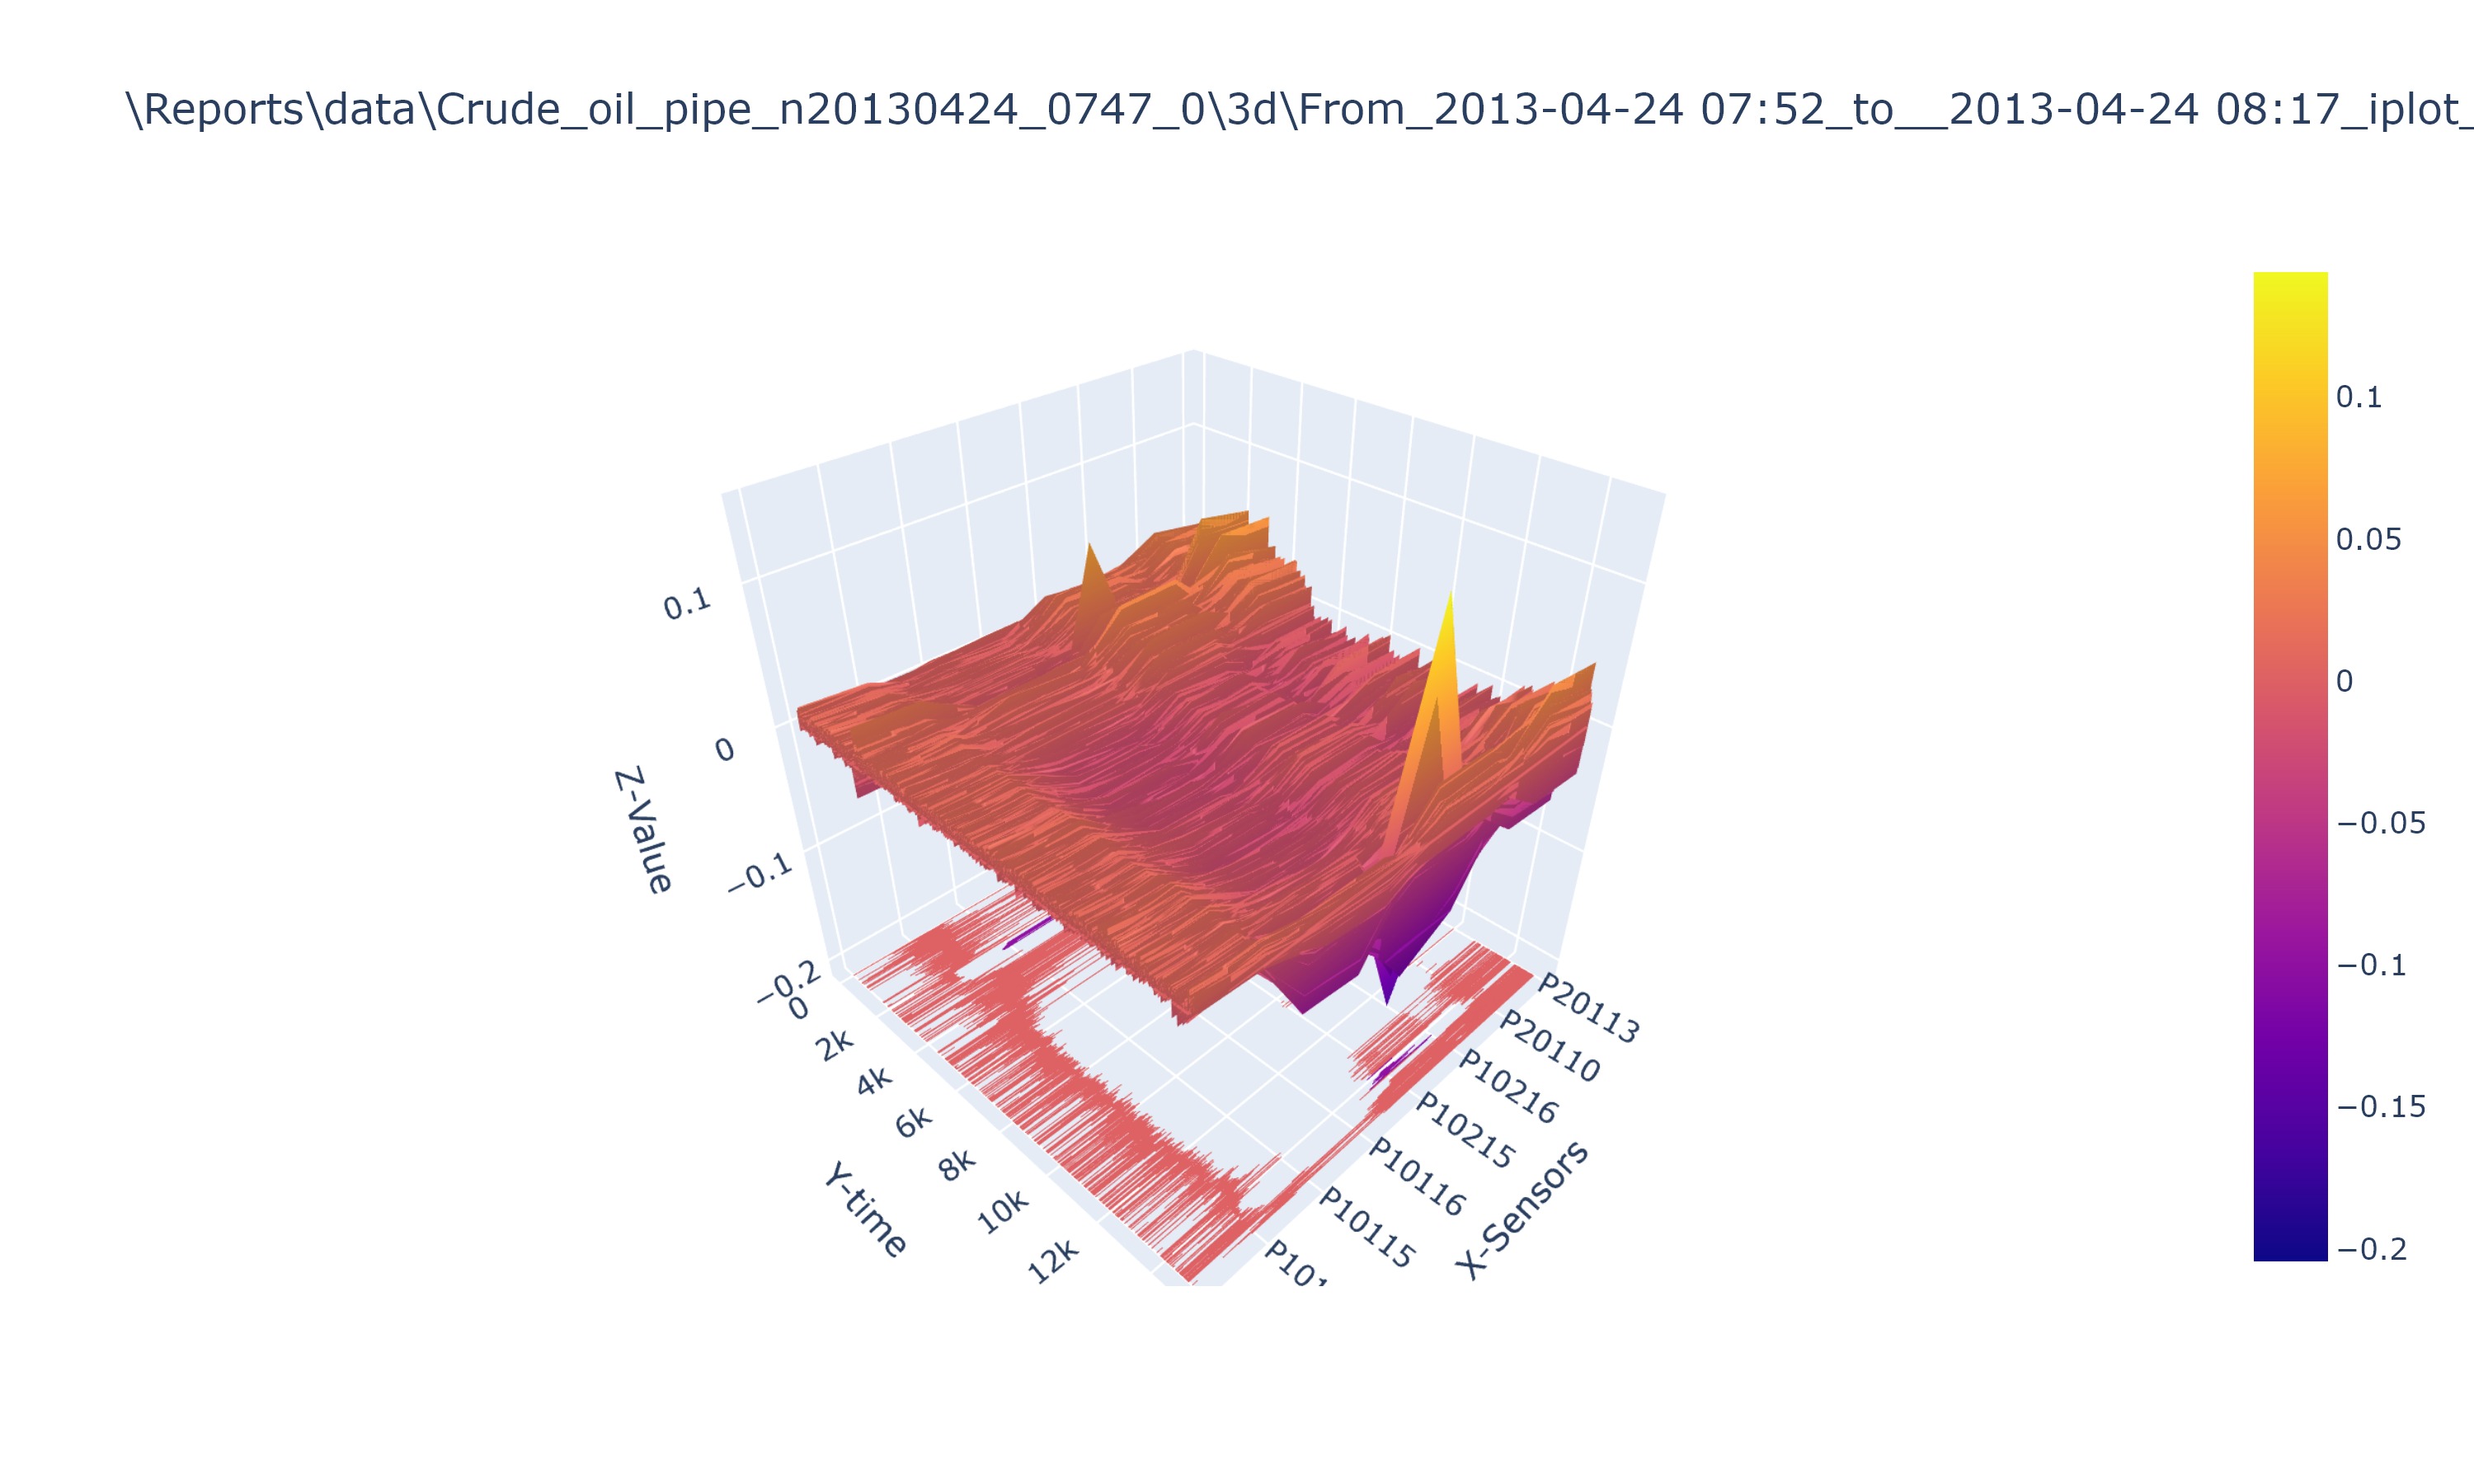 \Reports\data\Crude_oil_pipe_n20130424_0747_0\3d\From_2013-04-24 07:52_to__2013-04-24 08:17_iplot_
0.1
0
−0.1
−0.2
Z-Value
0
2k
4k
6k
8k
10k
12k
Y-time
P20113
P20110
P10216
P10215
P10116
P10115
X-Sensors
0.1
0.05
0
−0.05
−0.1
−0.15
−0.2